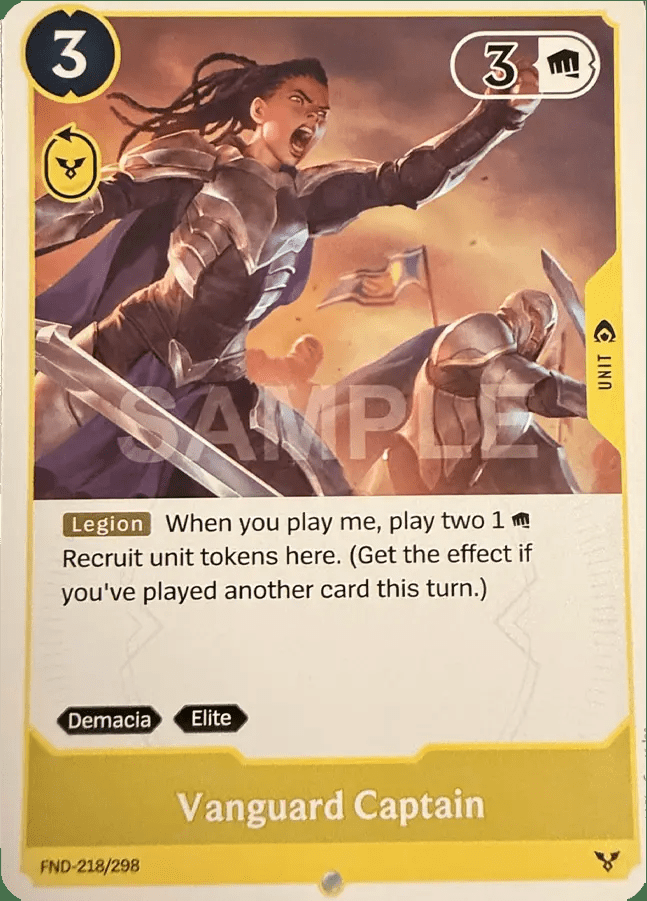 3
3
UNIT
SAMPLE
Legion When you play me, play two 1
Recruit unit tokens here. (Get the effect if
you've played another card this turn.)
Demacia Elite
Vanguard Captain
FND-218/298